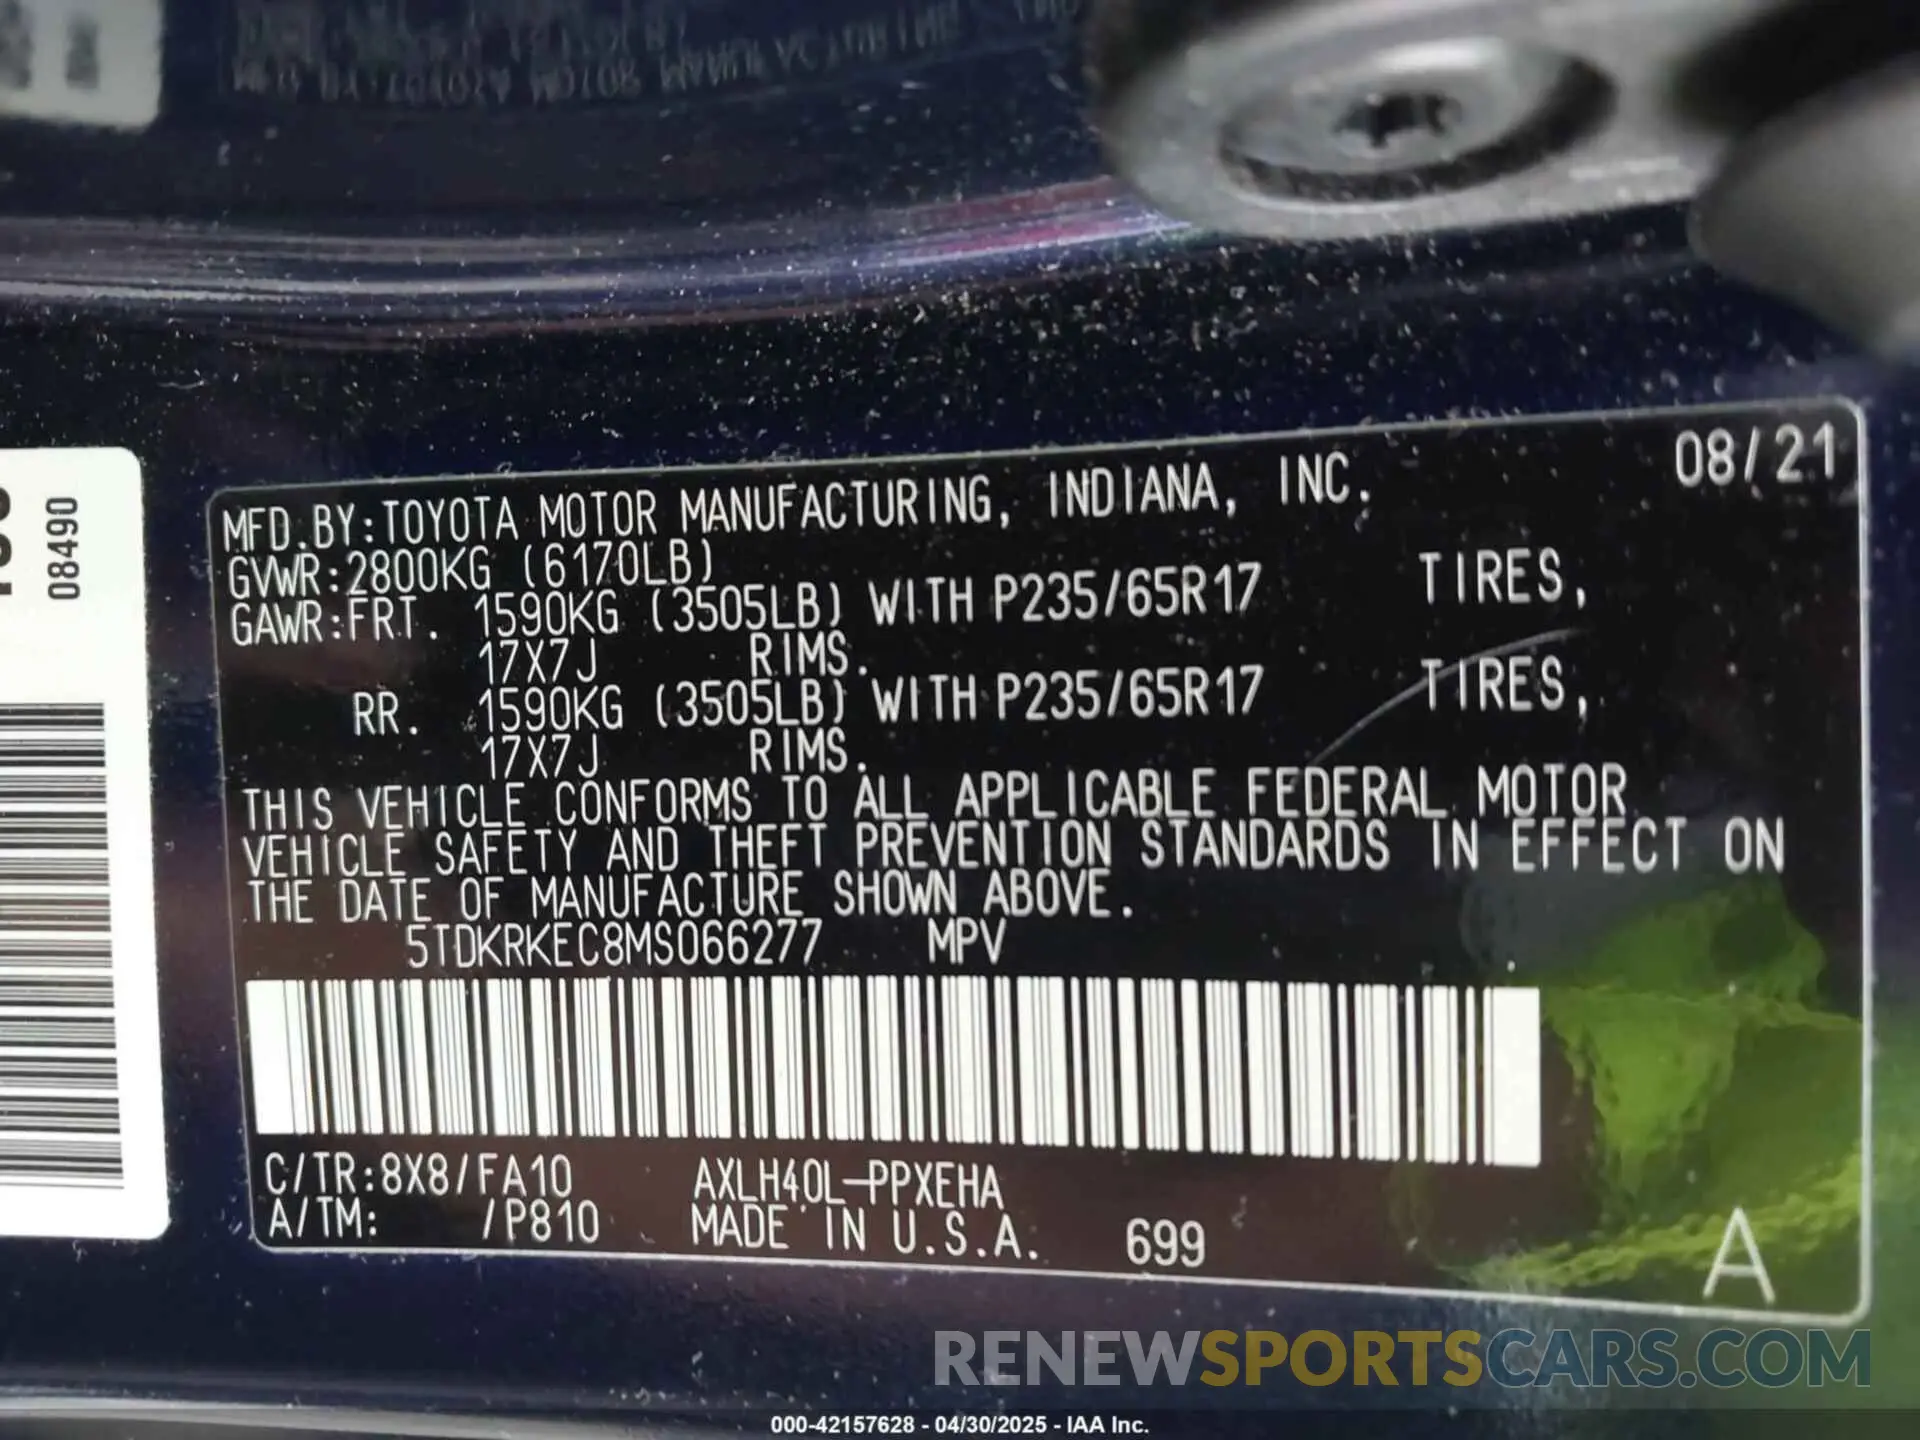 08490
08/21
MFD.BY:TOYOTA MOTOR MANUFACTURING, INDIANA, INC.
GVWR:2800KG (6170LB)
GAWR:FRT. 1590KG (3505LB) WITH P235/65R17 TIRES,
17X7J RIMS.
RR. 1590KG (3505LB) WITH P235/65R17 TIRES,
17X7J RIMS.
THIS VEHICLE CONFORMS TO ALL APPLICABLE FEDERAL MOTOR
VEHICLE SAFETY AND THEFT PREVENTION STANDARDS IN EFFECT ON
THE DATE OF MANUFACTURE SHOWN ABOVE.
5TDKRKEC8MS066277 MPV
C/TR:8X8/FA10 AXLH40L-PPXEHA
A/TM: /P810 MADE IN U.S.A. 699
A
RENEWSPORTSCARS.COM
000-42157628 - 04/30/2025 - IAA Inc.